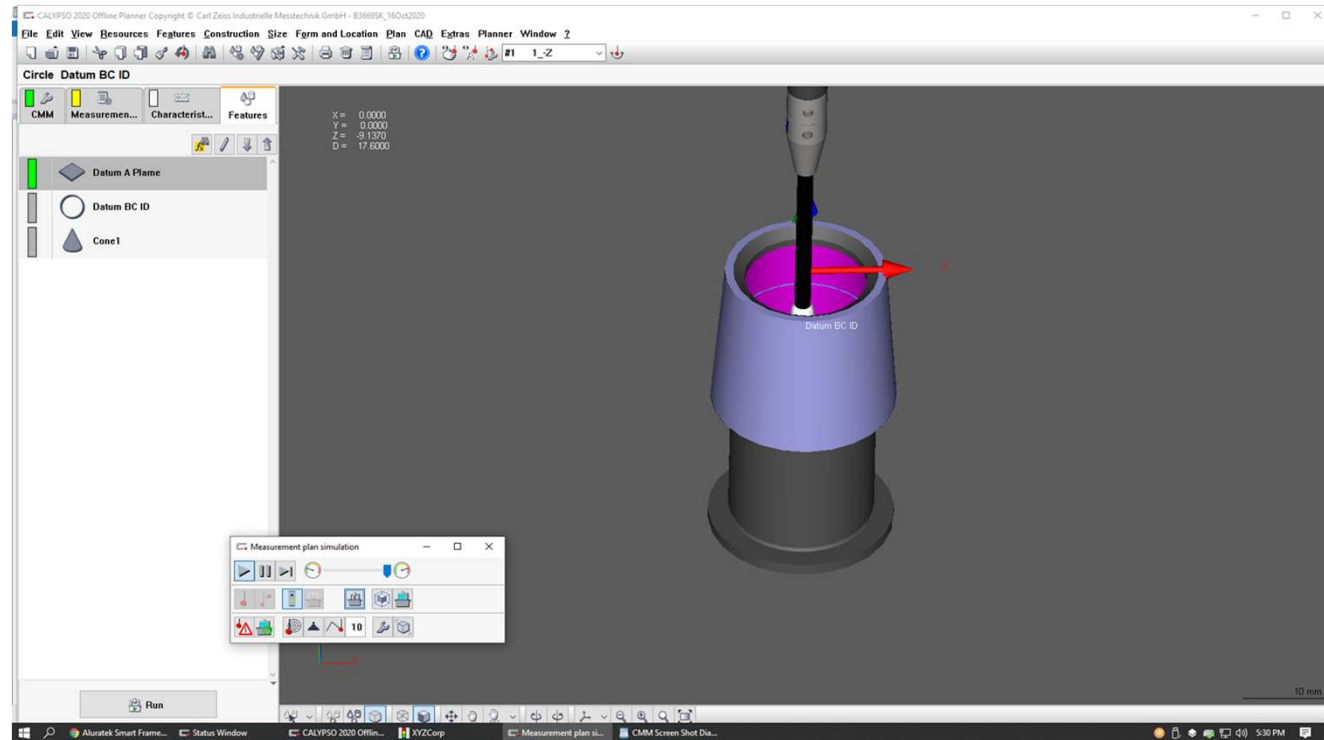 CALYPSO 2020 Offline Planner Copyright © Carl Zeiss Industrielle Messtechnik GmbH - B3669SK_16Oct2020
File Edit View Resources Features Construction Size Form and Location Plan CAD Extras Planner Window ?
#1 1_-Z
Circle Datum BC ID
CMM Measuremen... Characterist... Features
X = 0.0000
Y = 0.0000
Z = -9.1370
D = 17.6000
Datum A Plame
Datum BC ID
Cone1
X
Datum BC ID
Measurement plan simulation
10
10 mm
Run
Aluratek Smart Frame... Status Window CALYPSO 2020 Offlin... XYZCorp Measurement plan si... CMM Screen Shot Dia... 5:30 PM